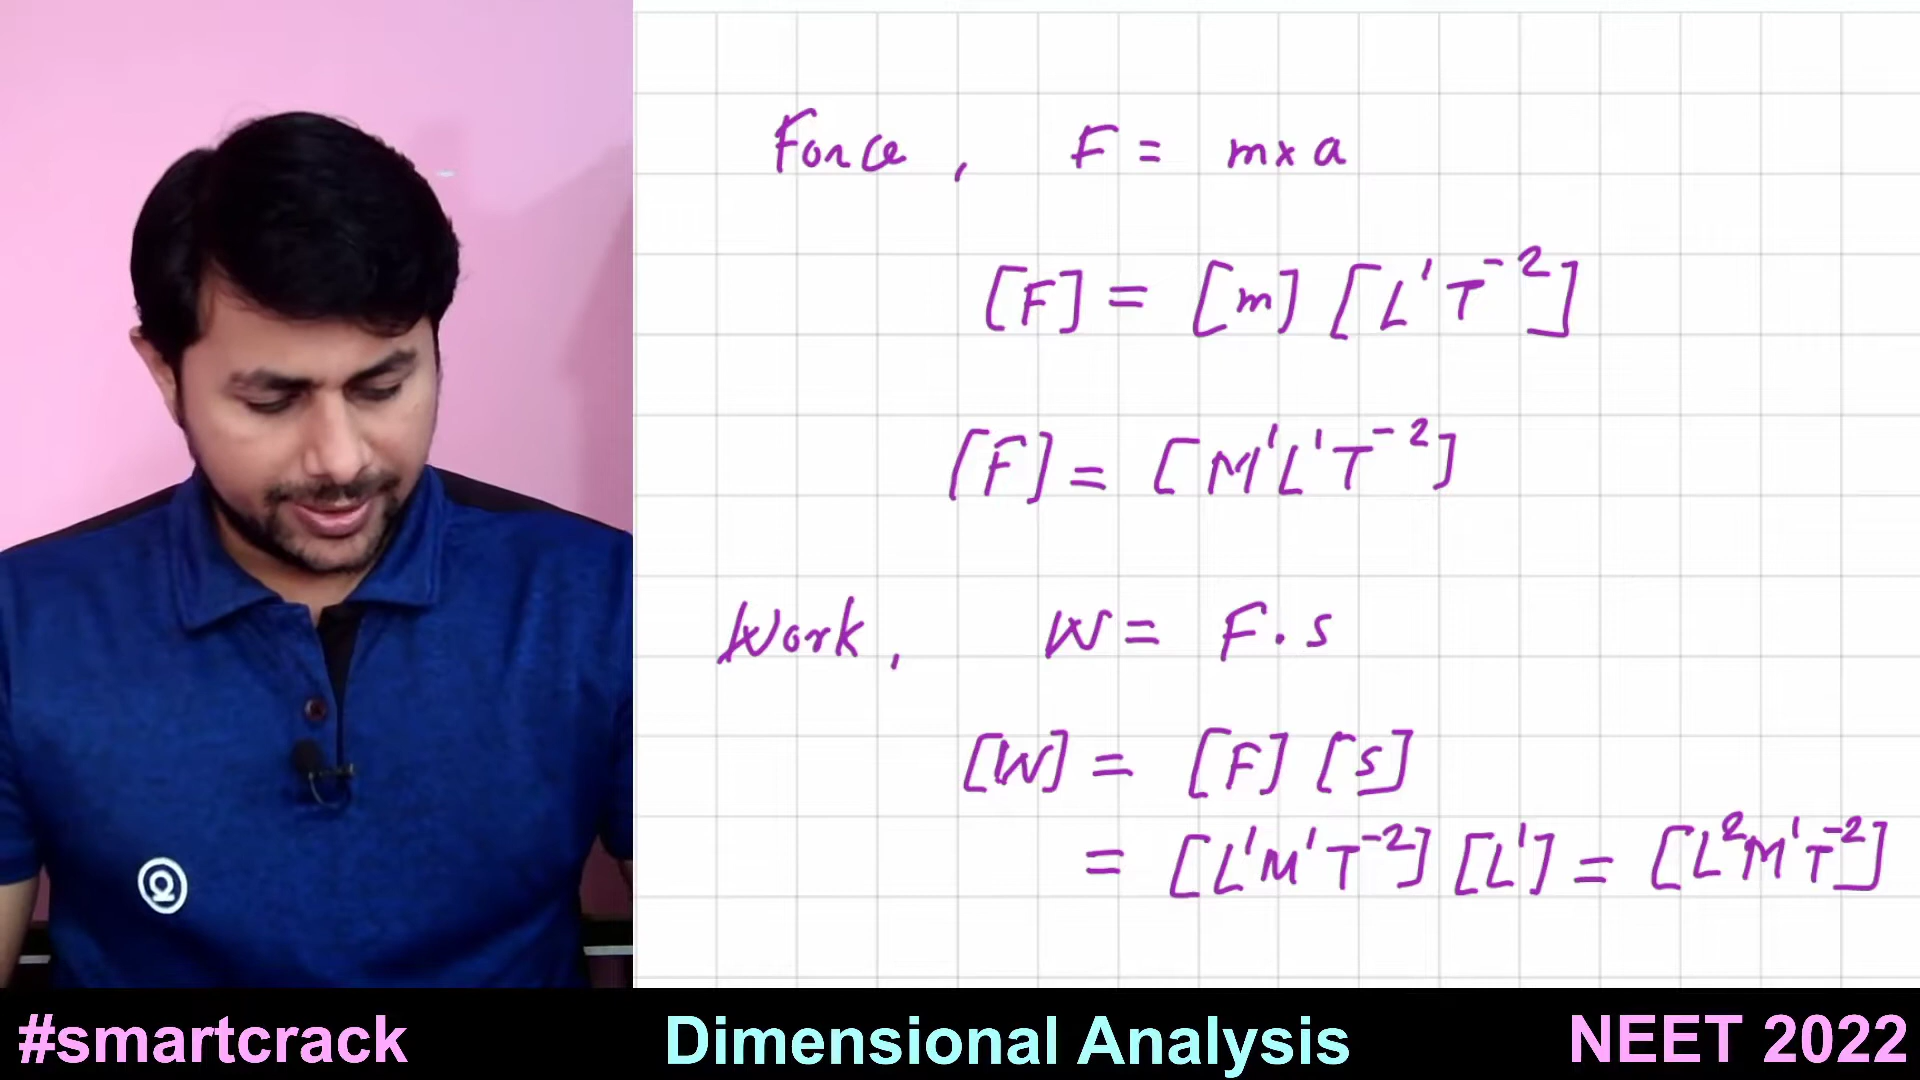 Force, F = m×a
[F] = [m] [L¹T⁻²]
[F] = [M¹L¹T⁻²]
Work, W = F.s
[W] = [F] [s]
= [L¹M¹T⁻²] [L¹] = [L²M¹T⁻²]
#smartcrack Dimensional Analysis NEET 2022